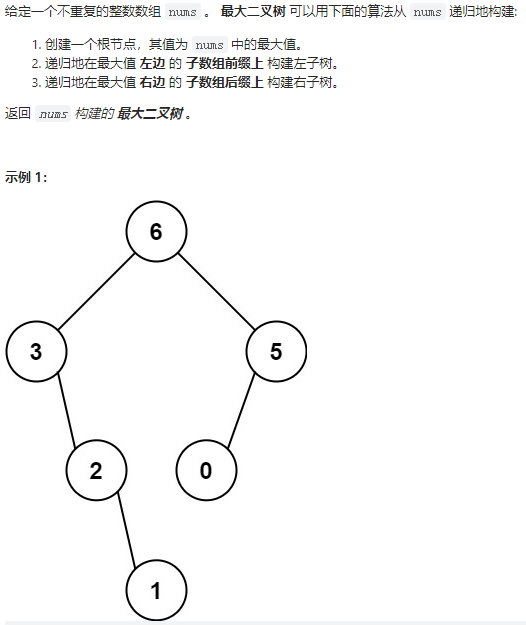 给定一个不重复的整数数组 nums 。 最大二叉树 可以用下面的算法从 nums 递归地构建:
1. 创建一个根节点，其值为 nums 中的最大值。
2. 递归地在最大值 左边 的 子数组前缀上 构建左子树。
3. 递归地在最大值 右边 的 子数组后缀上 构建右子树。
返回 nums 构建的 最大二叉树 。
示例 1：
6
3
5
2
0
1